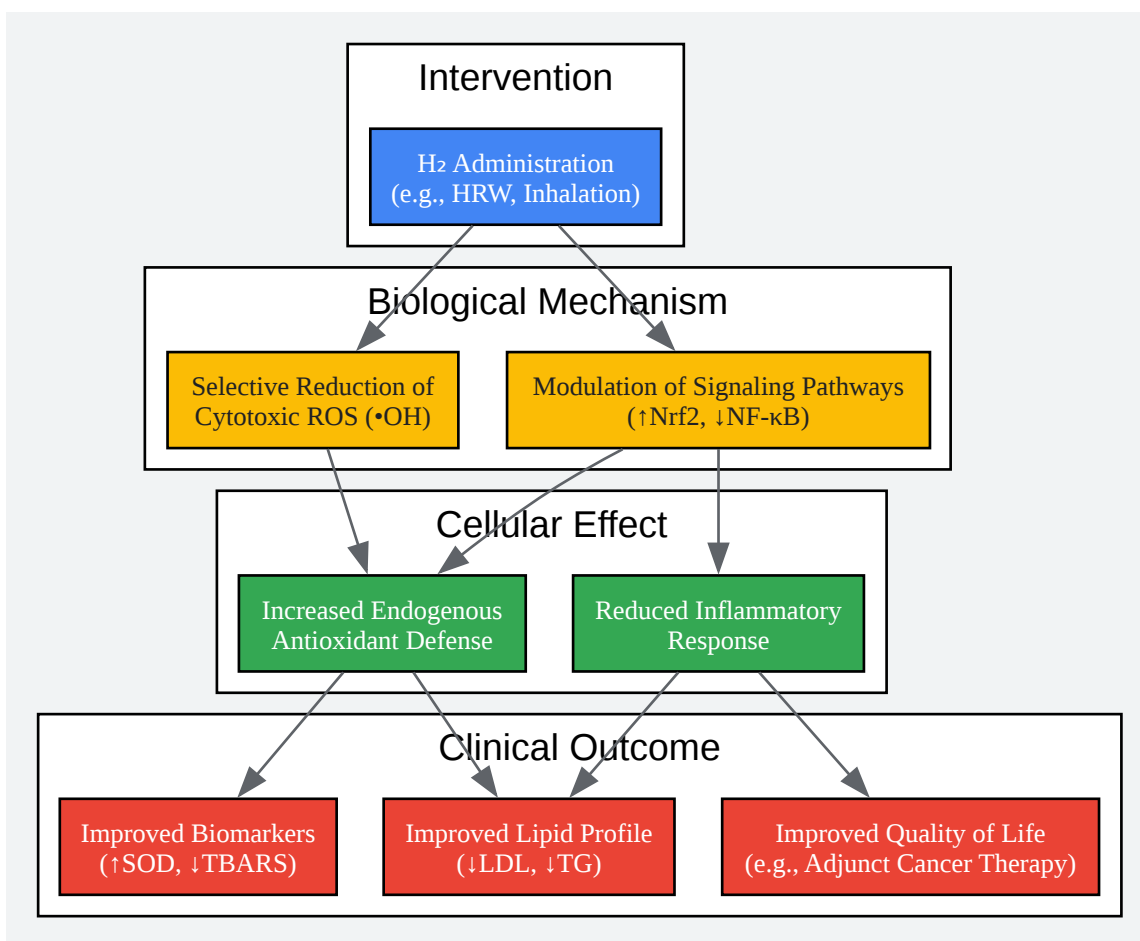 Intervention
H₂ Administration
(e.g., HRW, Inhalation)
Biological Mechanism
Selective Reduction of
Cytotoxic ROS (•OH)
Modulation of Signaling Pathways
(↑Nrf2, ↓NF-κB)
Cellular Effect
Increased Endogenous
Antioxidant Defense
Reduced Inflammatory
Response
Clinical Outcome
Improved Biomarkers
(↑SOD, ↓TBARS)
Improved Lipid Profile
(↓LDL, ↓TG)
Improved Quality of Life
(e.g., Adjunct Cancer Therapy)